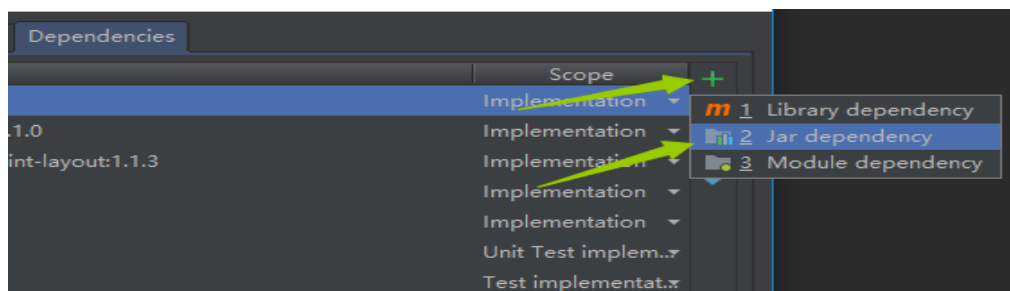 Dependencies
Scope
Implementation
1 Library dependency
.1.0 Implementation
2 Jar dependency
int-layout:1.1.3 Implementation
3 Module dependency
Implementation
Implementation
Unit Test implem..
Test implementat..